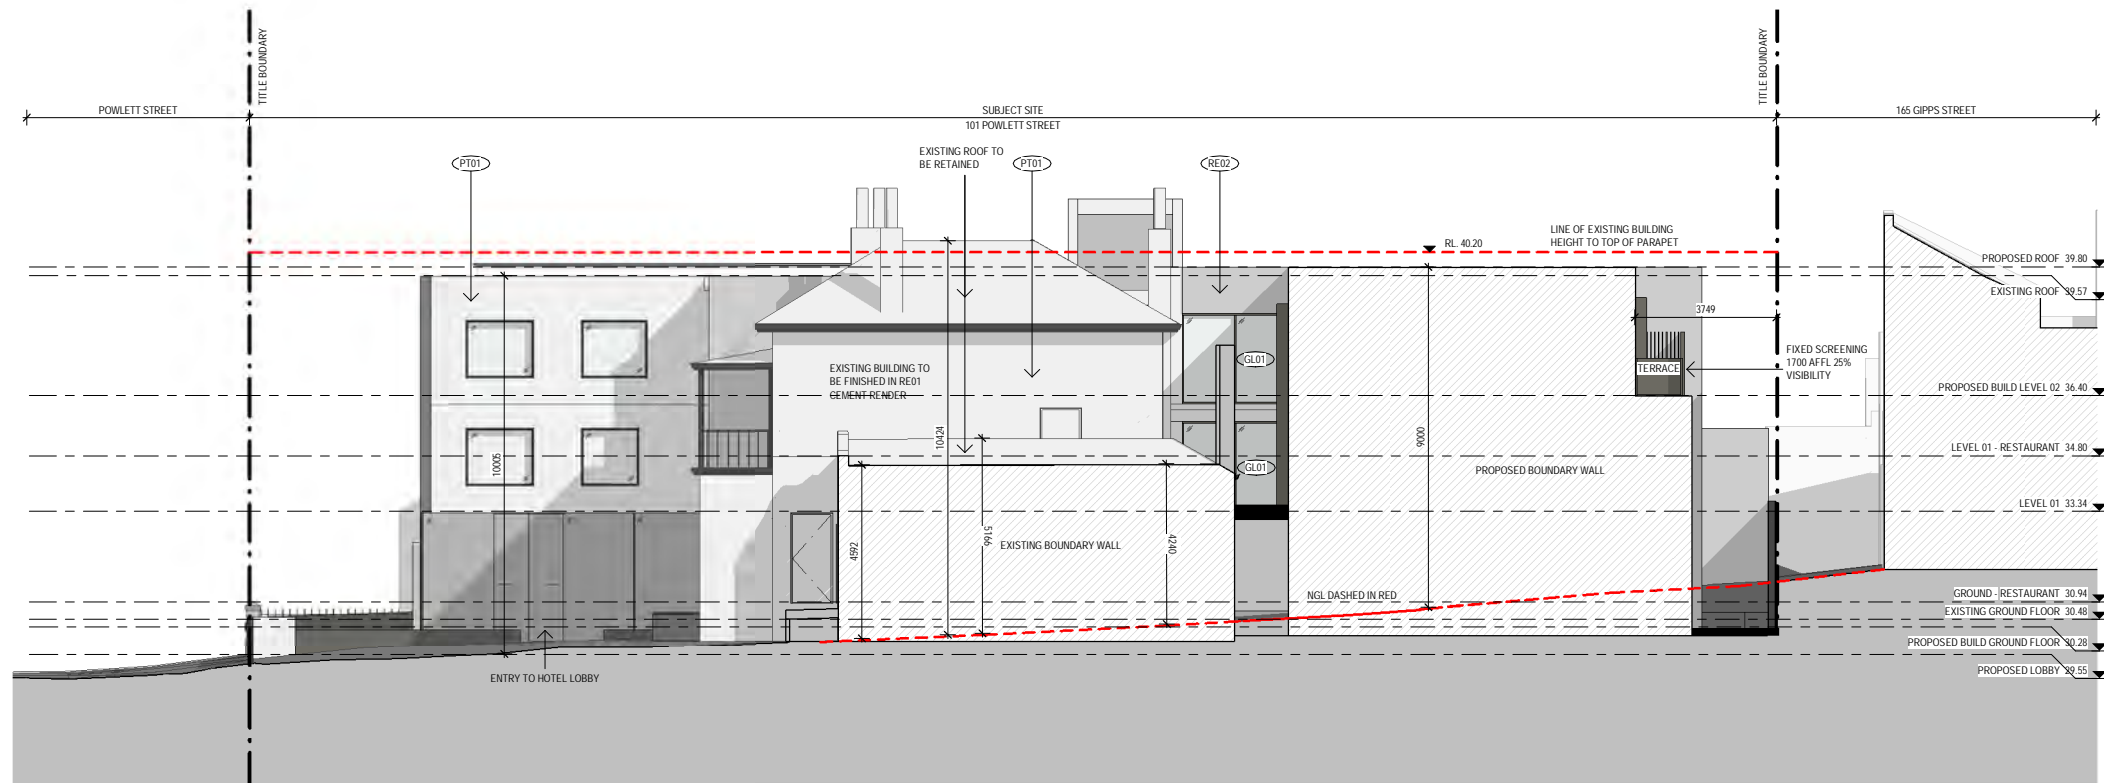 TITLE BOUNDARY
TITLE BOUNDARY
POWLETT STREET
SUBJECT SITE
101 POWLETT STREET
165 GIPPS STREET
PT01
EXISTING ROOF TO
BE RETAINED
PT01
RE02
RL. 40.20
LINE OF EXISTING BUILDING
HEIGHT TO TOP OF PARAPET
PROPOSED ROOF 39.80
EXISTING ROOF 39.57
3749
EXISTING BUILDING TO
BE FINISHED IN RE01
CEMENT RENDER
GL01
TERRACE
FIXED SCREENING
1700 AFFL 25%
VISIBILITY
PROPOSED BUILD LEVEL 02 36.40
10005
10424
9000
GL01
PROPOSED BOUNDARY WALL
LEVEL 01 - RESTAURANT 34.80
LEVEL 01 33.34
4592
5166
4240
EXISTING BOUNDARY WALL
NGL DASHED IN RED
GROUND - RESTAURANT 30.94
EXISTING GROUND FLOOR 30.48
PROPOSED BUILD GROUND FLOOR 30.28
PROPOSED LOBBY 29.55
ENTRY TO HOTEL LOBBY